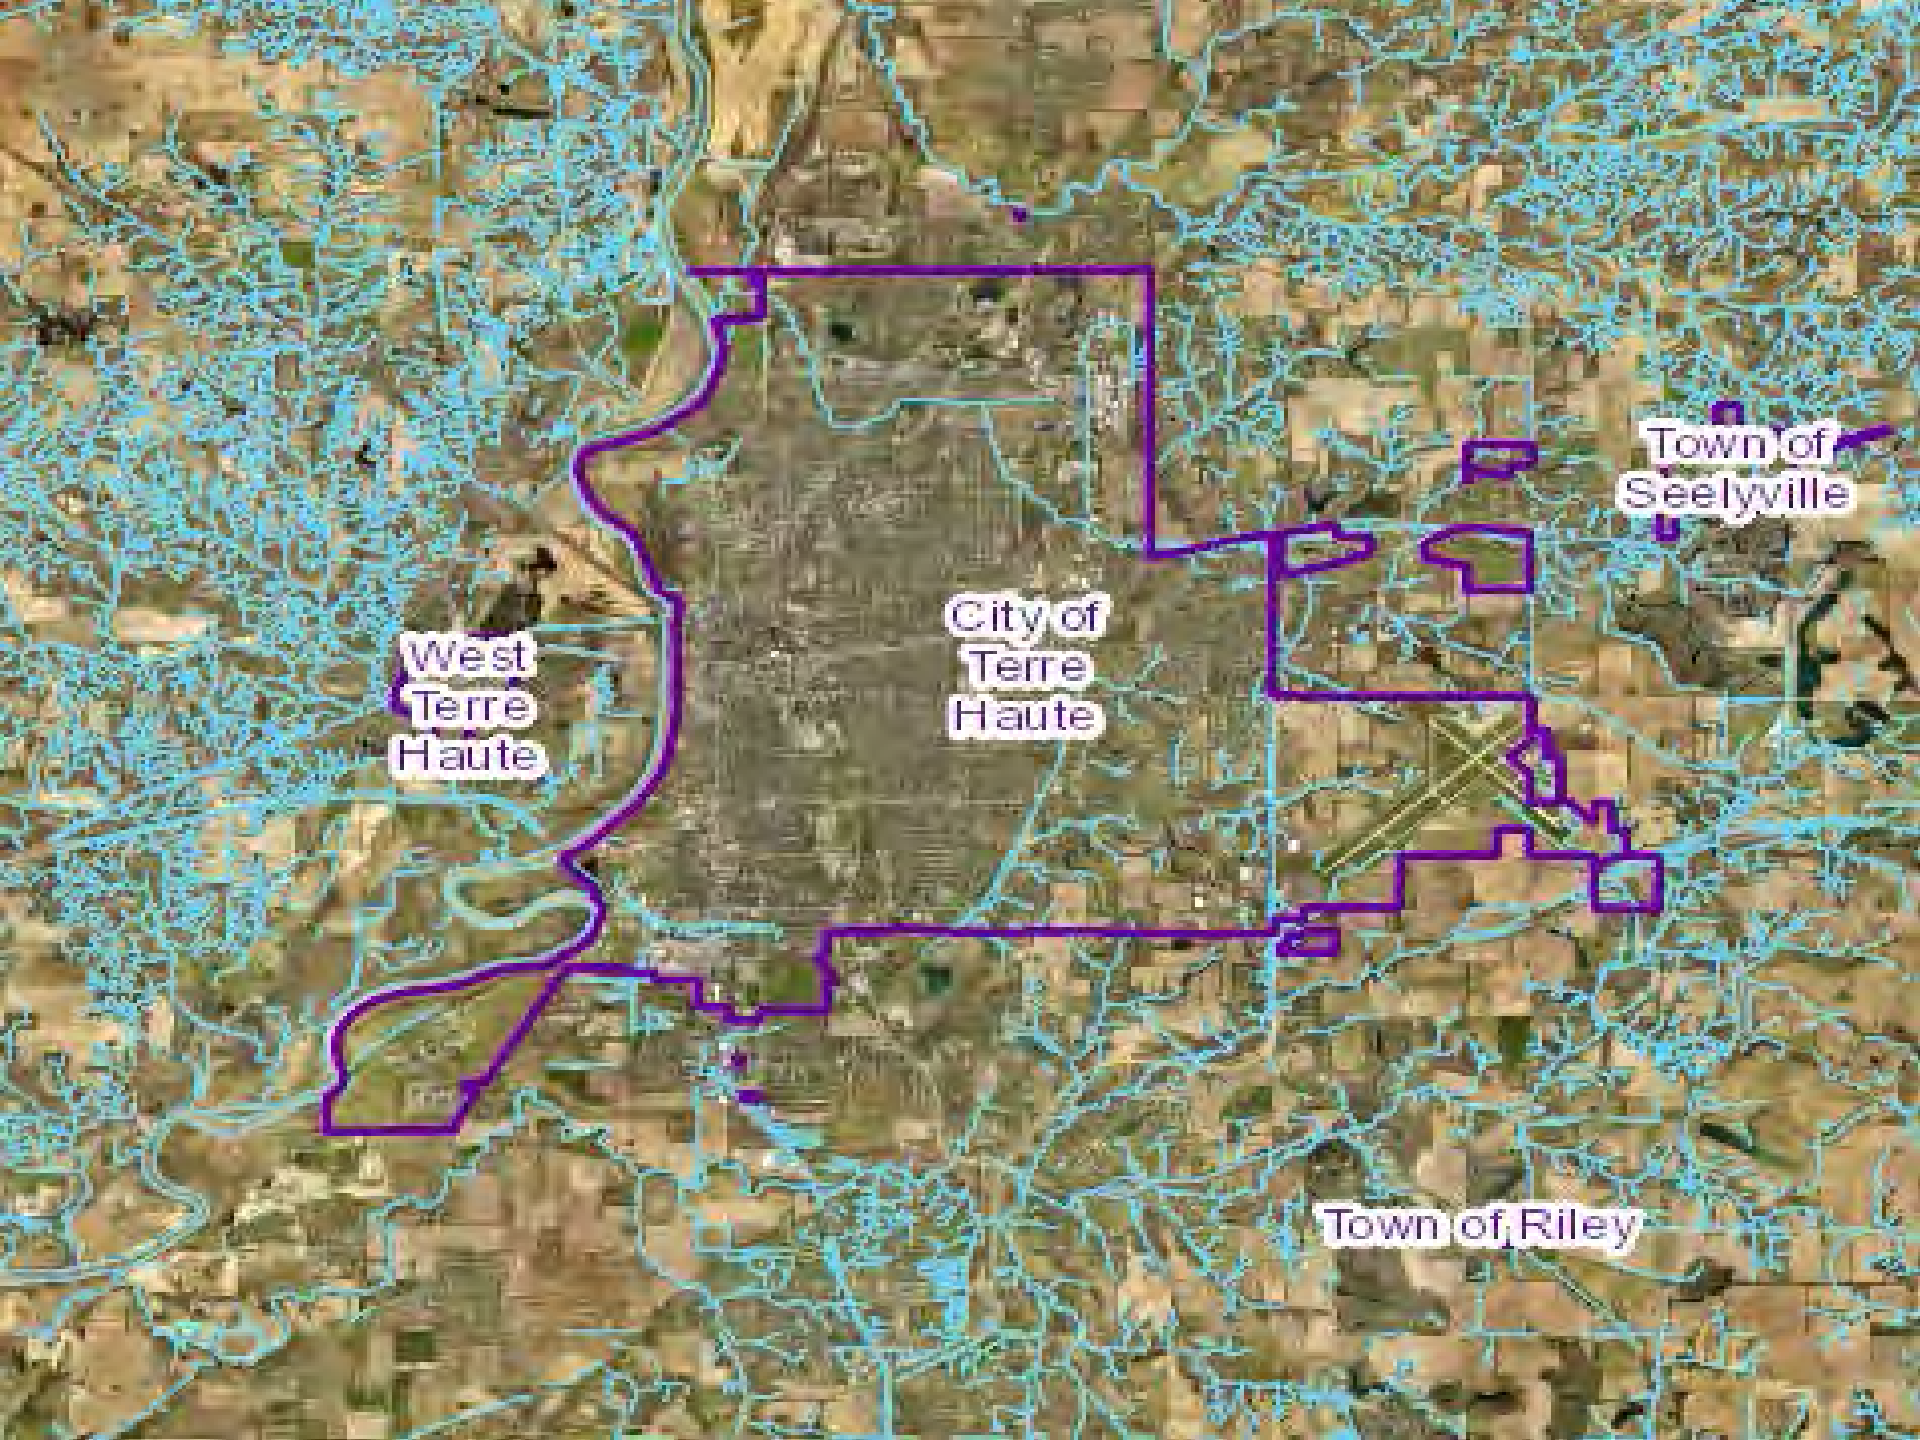 Town of
Seelyville
City of
Terre
Haute
West
Terre
Haute
Town of Riley